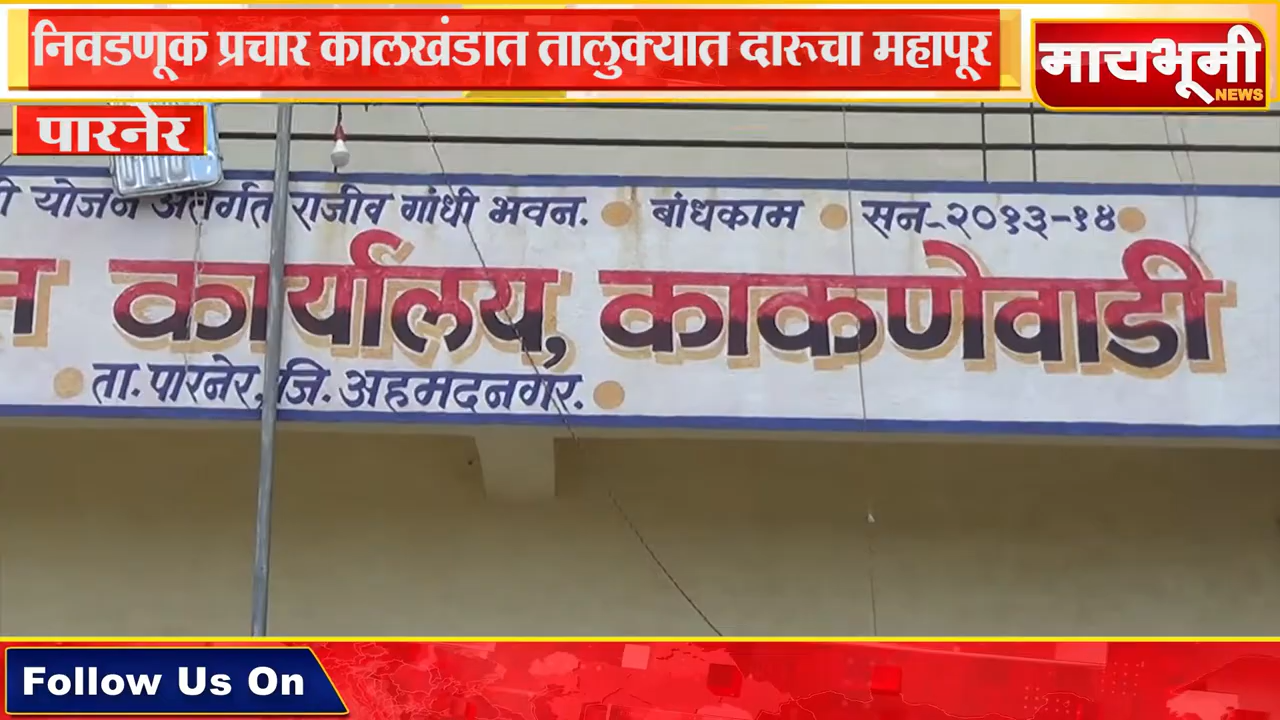 निवडणूक प्रचार कालखंडात तालुक्यात दारूचा महापूर
मायभूमी
NEWS
पारनेर
योजन अंतर्गत राजीव गांधी भवन. बांधकाम सन-२०१३-१४
कार्यालय, काकणेवाडी
ता. पारनेर, जि. अहमदनगर.
Follow Us On